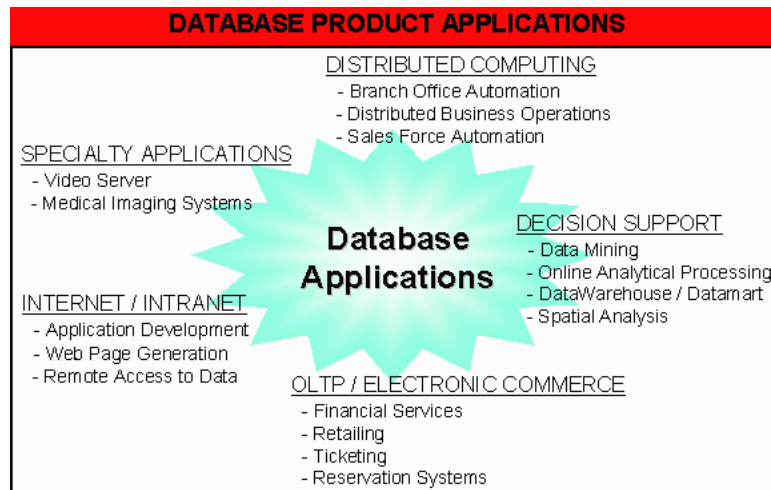 DATABASE PRODUCT APPLICATIONS
DISTRIBUTED COMPUTING
- Branch Office Automation
- Distributed Business Operations
- Sales Force Automation
SPECIALTY APPLICATIONS
- Video Server
- Medical Imaging Systems
Database
Applications
DECISION SUPPORT
- Data Mining
- Online Analytical Processing
- DataWarehouse / Datamart
- Spatial Analysis
INTERNET / INTRANET
- Application Development
- Web Page Generation
- Remote Access to Data
OLTP / ELECTRONIC COMMERCE
- Financial Services
- Retailing
- Ticketing
- Reservation Systems